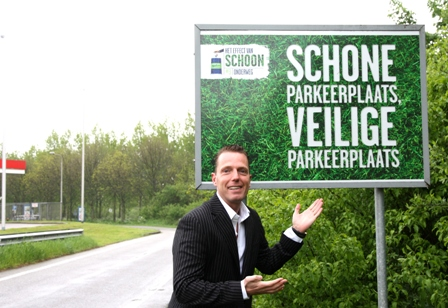 HET EFFECT VAN
SCHOON
ONDERWEG
SCHONE
PARKEERPLAATS,
VEILIGE
PARKEERPLAATS